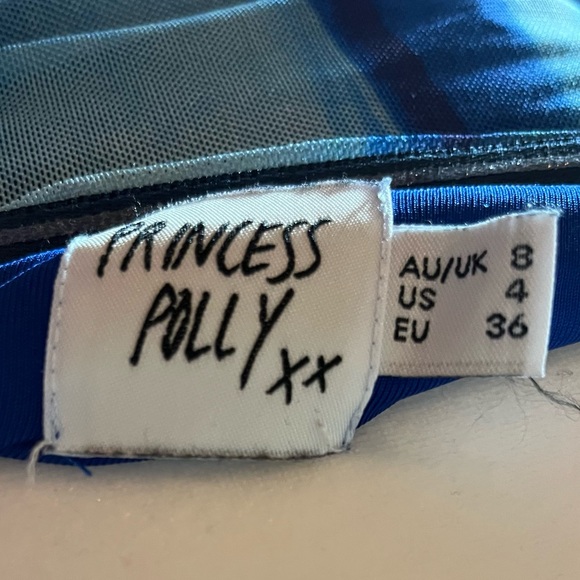 PRINCESS
POLLY
xx
AU/UK 8
US 4
EU 36